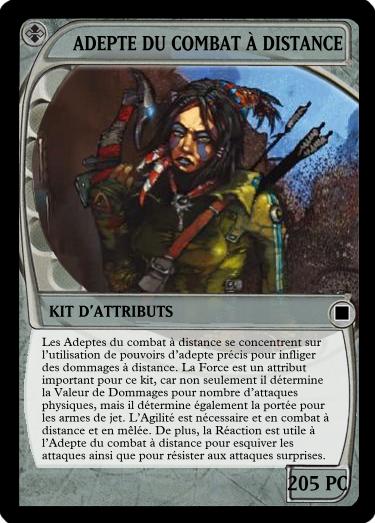 ADEPTE DU COMBAT À DISTANCE
KIT D'ATTRIBUTS
Les Adeptes du combat à distance se concentrent sur
l'utilisation de pouvoirs d'adepte précis pour infliger
des dommages à distance. La Force est un attribut
important pour ce kit, car non seulement il détermine
la Valeur de Dommages pour nombre d'attaques
physiques, mais il détermine également la portée pour
les armes de jet. L'Agilité est nécessaire et en combat à
distance et en mêlée. De plus, la Réaction est utile à
l'Adepte du combat à distance pour esquiver les
attaques ainsi que pour résister aux attaques surprises.
205 PC